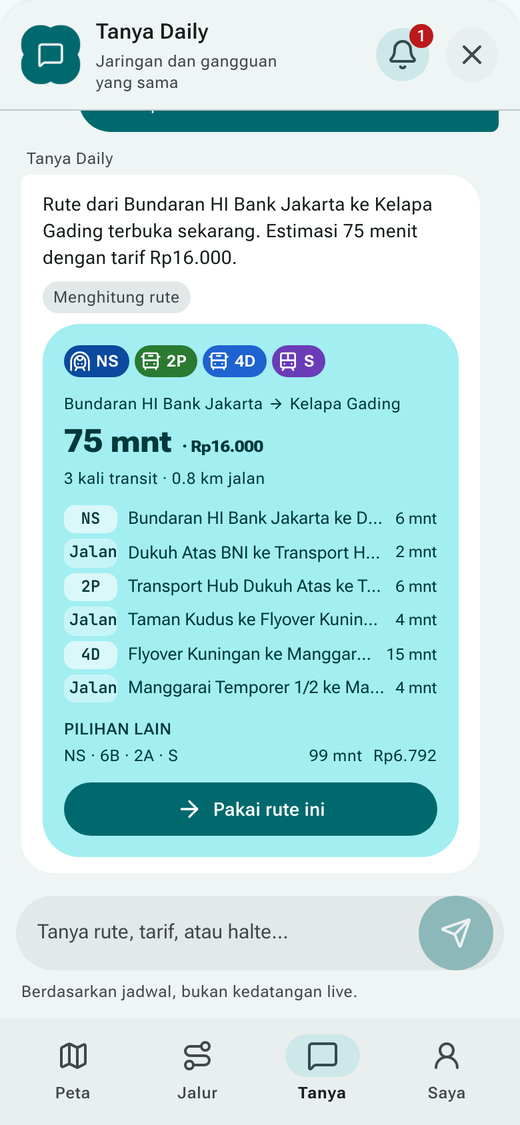 Tanya Daily
Jaringan dan gangguan
yang sama
1
Tanya Daily
Rute dari Bundaran HI Bank Jakarta ke Kelapa
Gading terbuka sekarang. Estimasi 75 menit
dengan tarif Rp16.000.
Menghitung rute
NS 2P 4D S
Bundaran HI Bank Jakarta → Kelapa Gading
75 mnt · Rp16.000
3 kali transit · 0.8 km jalan
NS Bundaran HI Bank Jakarta ke D... 6 mnt
Jalan Dukuh Atas BNI ke Transport H... 2 mnt
2P Transport Hub Dukuh Atas ke T... 6 mnt
Jalan Taman Kudus ke Flyover Kunin... 4 mnt
4D Flyover Kuningan ke Manggar... 15 mnt
Jalan Manggarai Temporer 1/2 ke Ma... 4 mnt
PILIHAN LAIN
NS · 6B · 2A · S 99 mnt Rp6.792
→ Pakai rute ini
Tanya rute, tarif, atau halte...
Berdasarkan jadwal, bukan kedatangan live.
Peta Jalur Tanya Saya